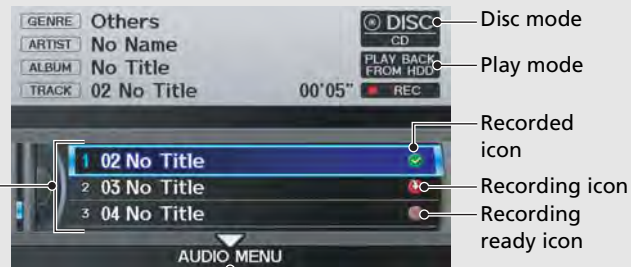 GENRE Others
ARTIST No Name
ALBUM No Title
TRACK 02 No Title 00'05" REC
DISC
CD
PLAY BACK
FROM HDD
1 02 No Title
2 03 No Title
3 04 No Title
AUDIO MENU
Disc mode
Play mode
Recorded
icon
Recording icon
Recording
ready icon